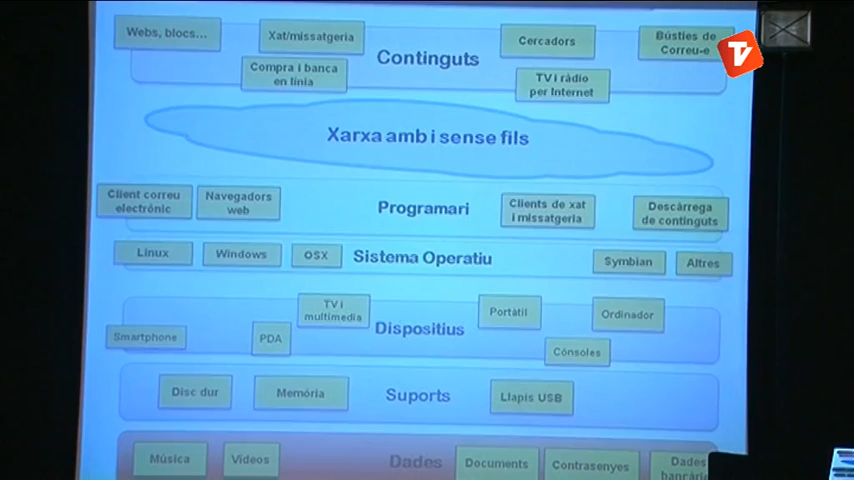 Webs, blocs...
Xat/missatgeria
Continguts
Cercadors
Bústies de
Correu-e
Compra i banca
en línia
TV i ràdio
per Internet
TV
Xarxa amb i sense fils
Client correu
electrònic
Navegadors
web
Programari
Clients de xat
i missatgeria
Descàrrega
de continguts
Linux
Windows
OSX
Sistema Operatiu
Symbian
Altres
Smartphone
PDA
TV i
multimedia
Dispositius
Portàtil
Ordinador
Cònsoles
Disc dur
Memòria
Suports
Llapis USB
Música
Vídeos
Dades
Documents
Contrasenyes
Dades
bancàries